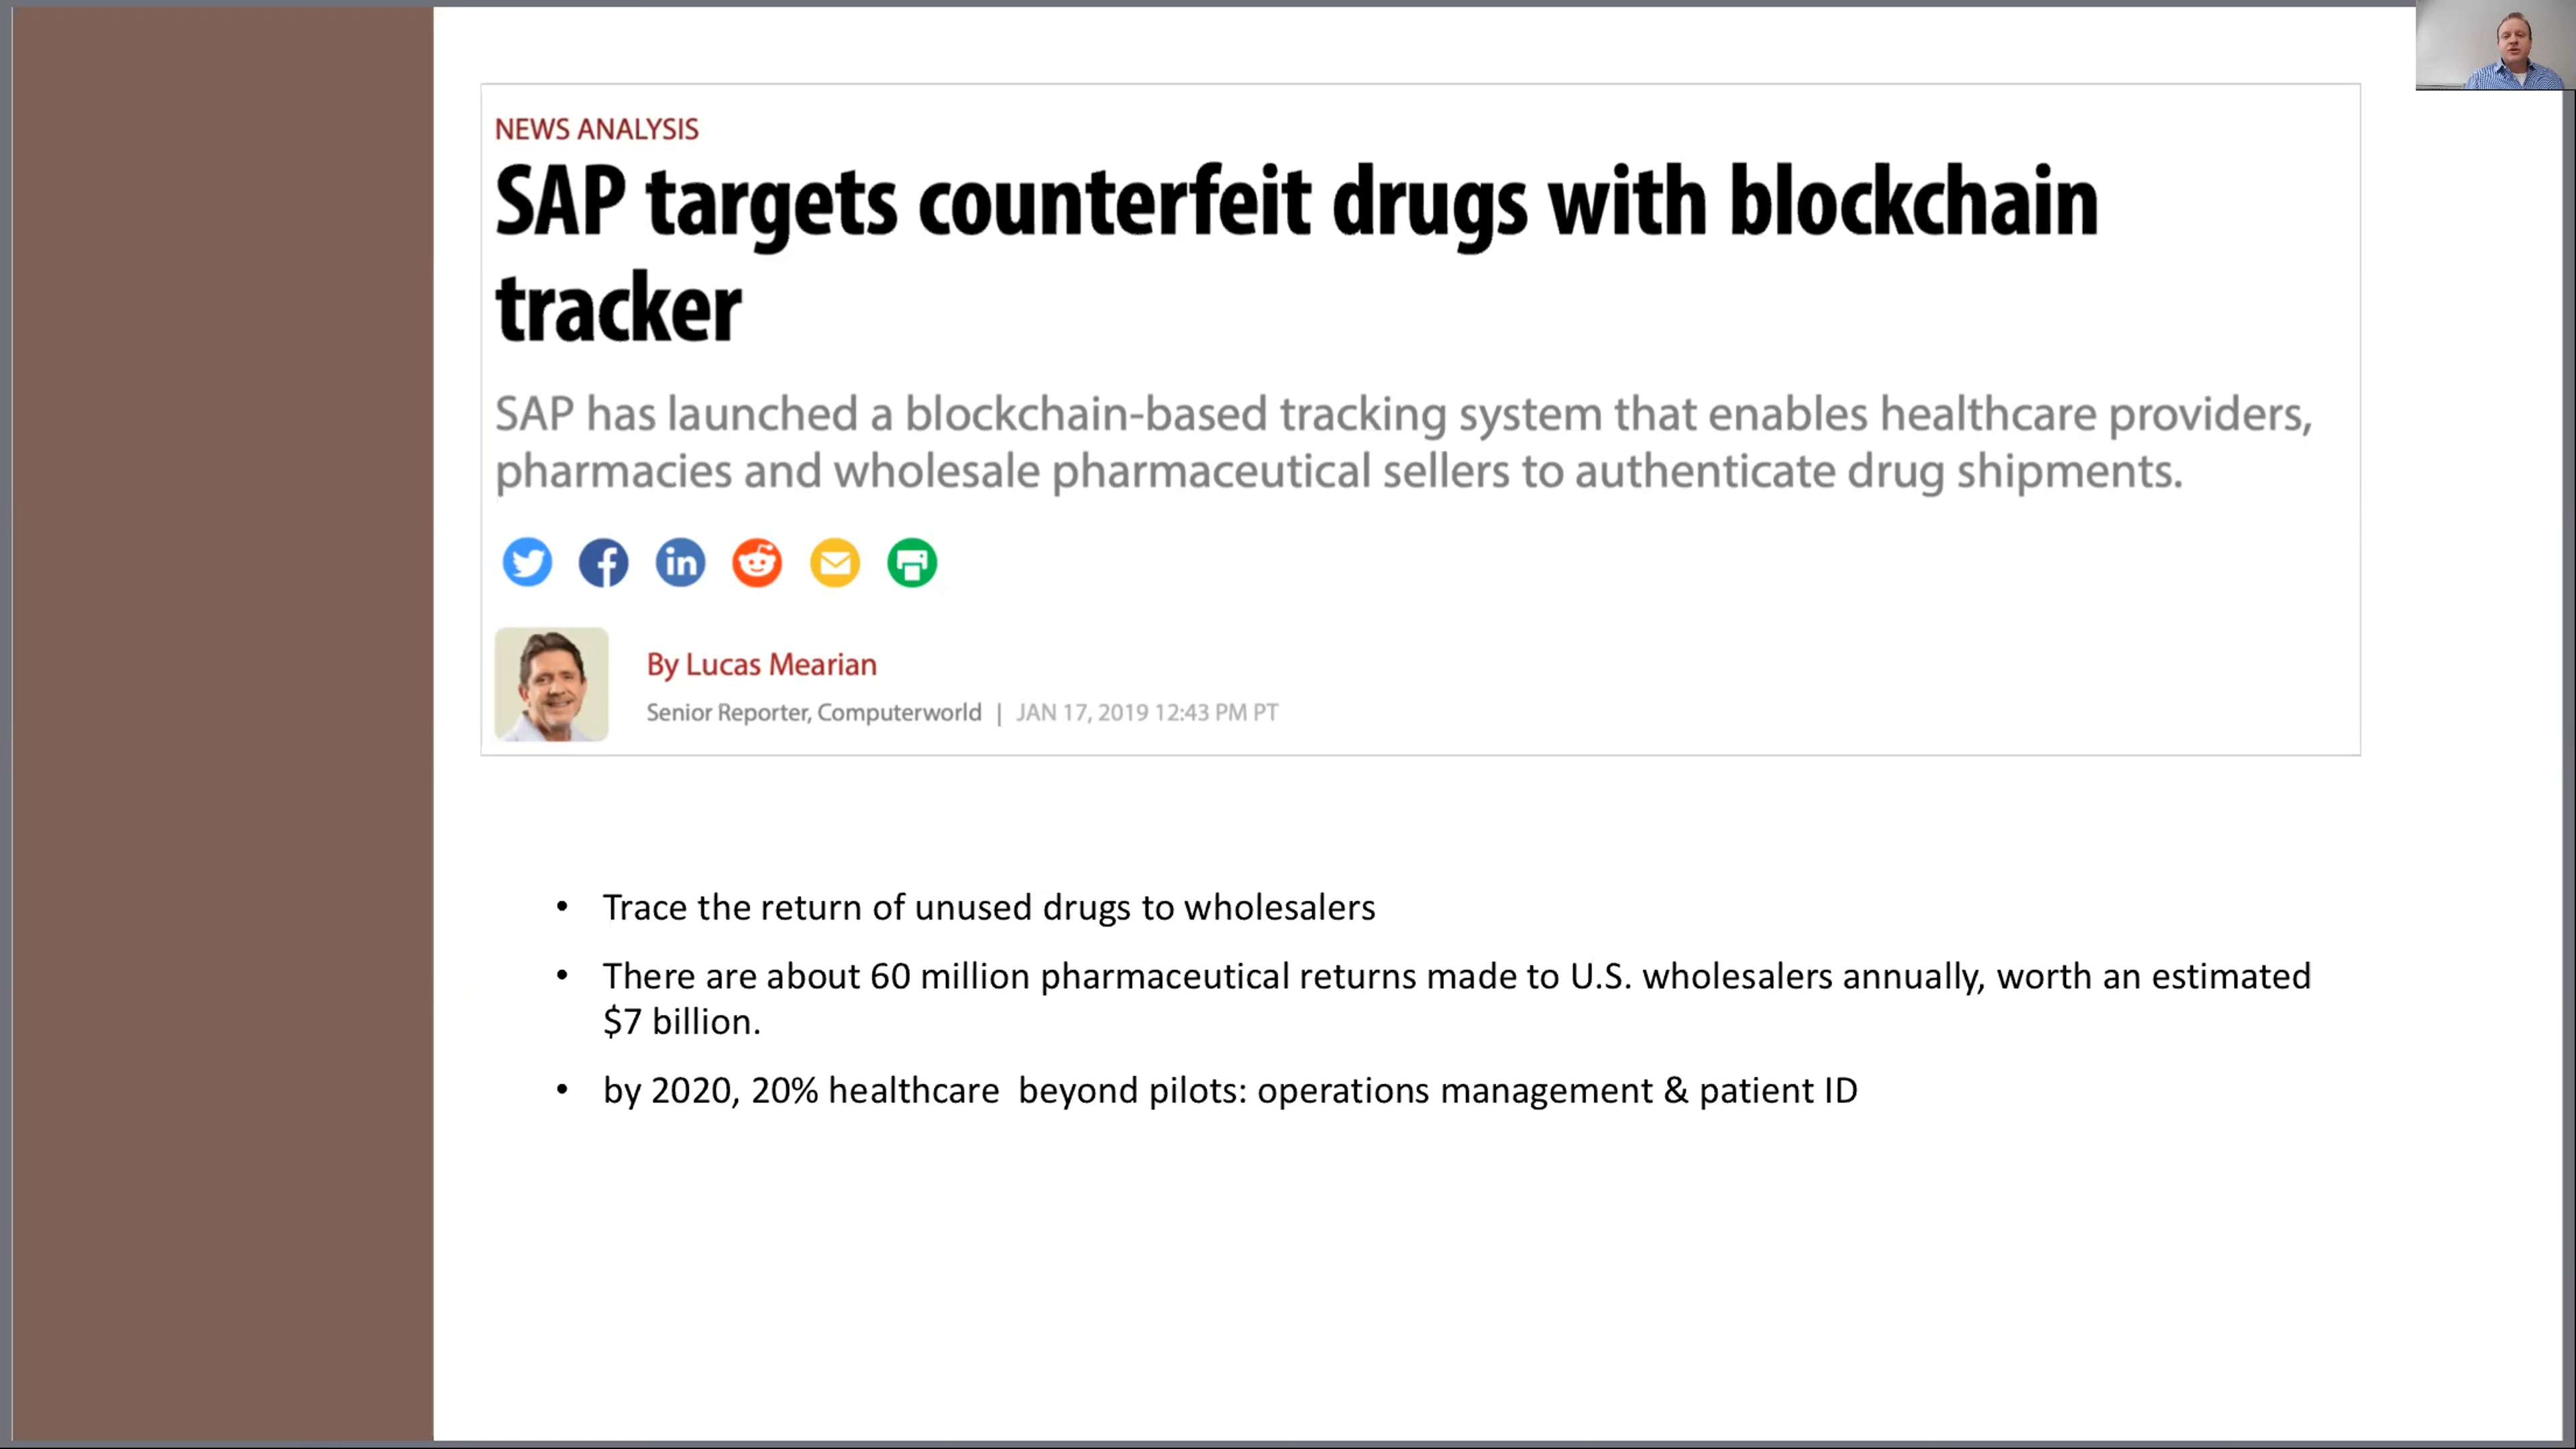 NEWS ANALYSIS
SAP targets counterfeit drugs with blockchain
tracker
SAP has launched a blockchain-based tracking system that enables healthcare providers,
pharmacies and wholesale pharmaceutical sellers to authenticate drug shipments.
in
By Lucas Mearian
Senior Reporter, Computerworld | JAN 17, 2019 12:43 PM PT
• Trace the return of unused drugs to wholesalers
• There are about 60 million pharmaceutical returns made to U.S. wholesalers annually, worth an estimated
$7 billion.
• by 2020, 20% healthcare  beyond pilots: operations management & patient ID